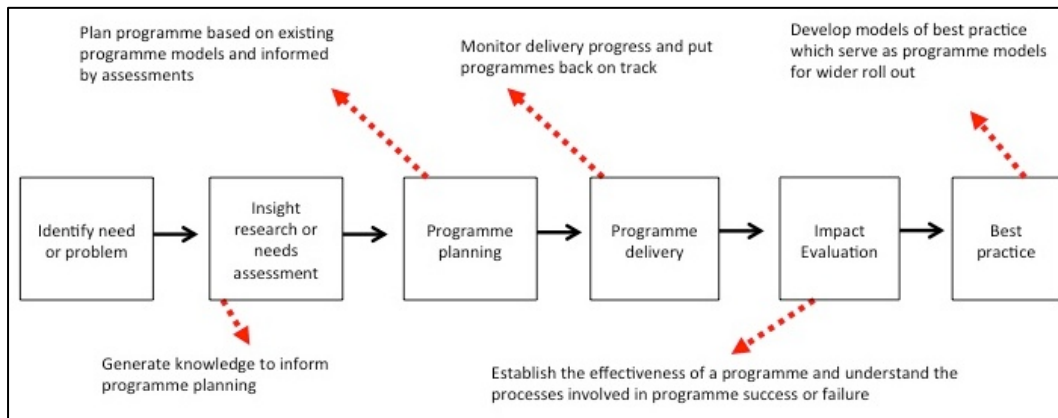 Plan programme based on existing
programme models and informed
by assessments
Monitor delivery progress and put
programmes back on track
Develop models of best practice
which serve as programme models
for wider roll out
Identify need
or problem
Insight
research or
needs
assessment
Programme
planning
Programme
delivery
Impact
Evaluation
Best
practice
Generate knowledge to inform
programme planning
Establish the effectiveness of a programme and understand the
processes involved in programme success or failure